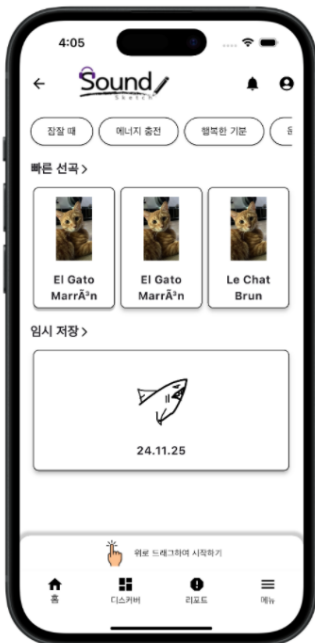 4:05
Sound
Sketch
잠잘 때
에너지 충전
행복한 기분
빠른 선곡 >
El Gato
MarrÃ³n
El Gato
MarrÃ³n
Le Chat
Brun
임시 저장 >
24.11.25
위로 드래그하여 시작하기
홈
디스커버
리포트
메뉴